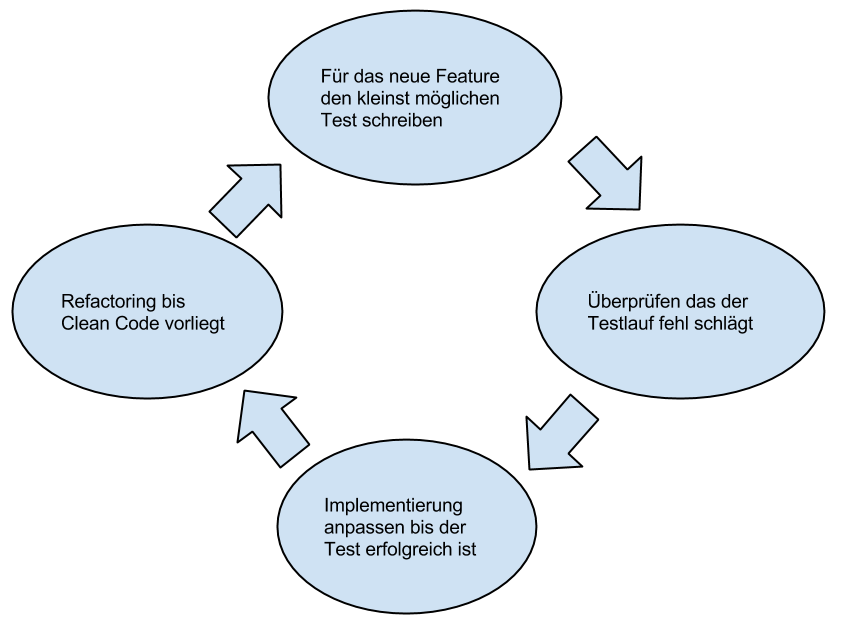 Für das neue Feature
den kleinst möglichen
Test schreiben
Überprüfen das der
Testlauf fehl schlägt
Implementierung
anpassen bis der
Test erfolgreich ist
Refactoring bis
Clean Code vorliegt